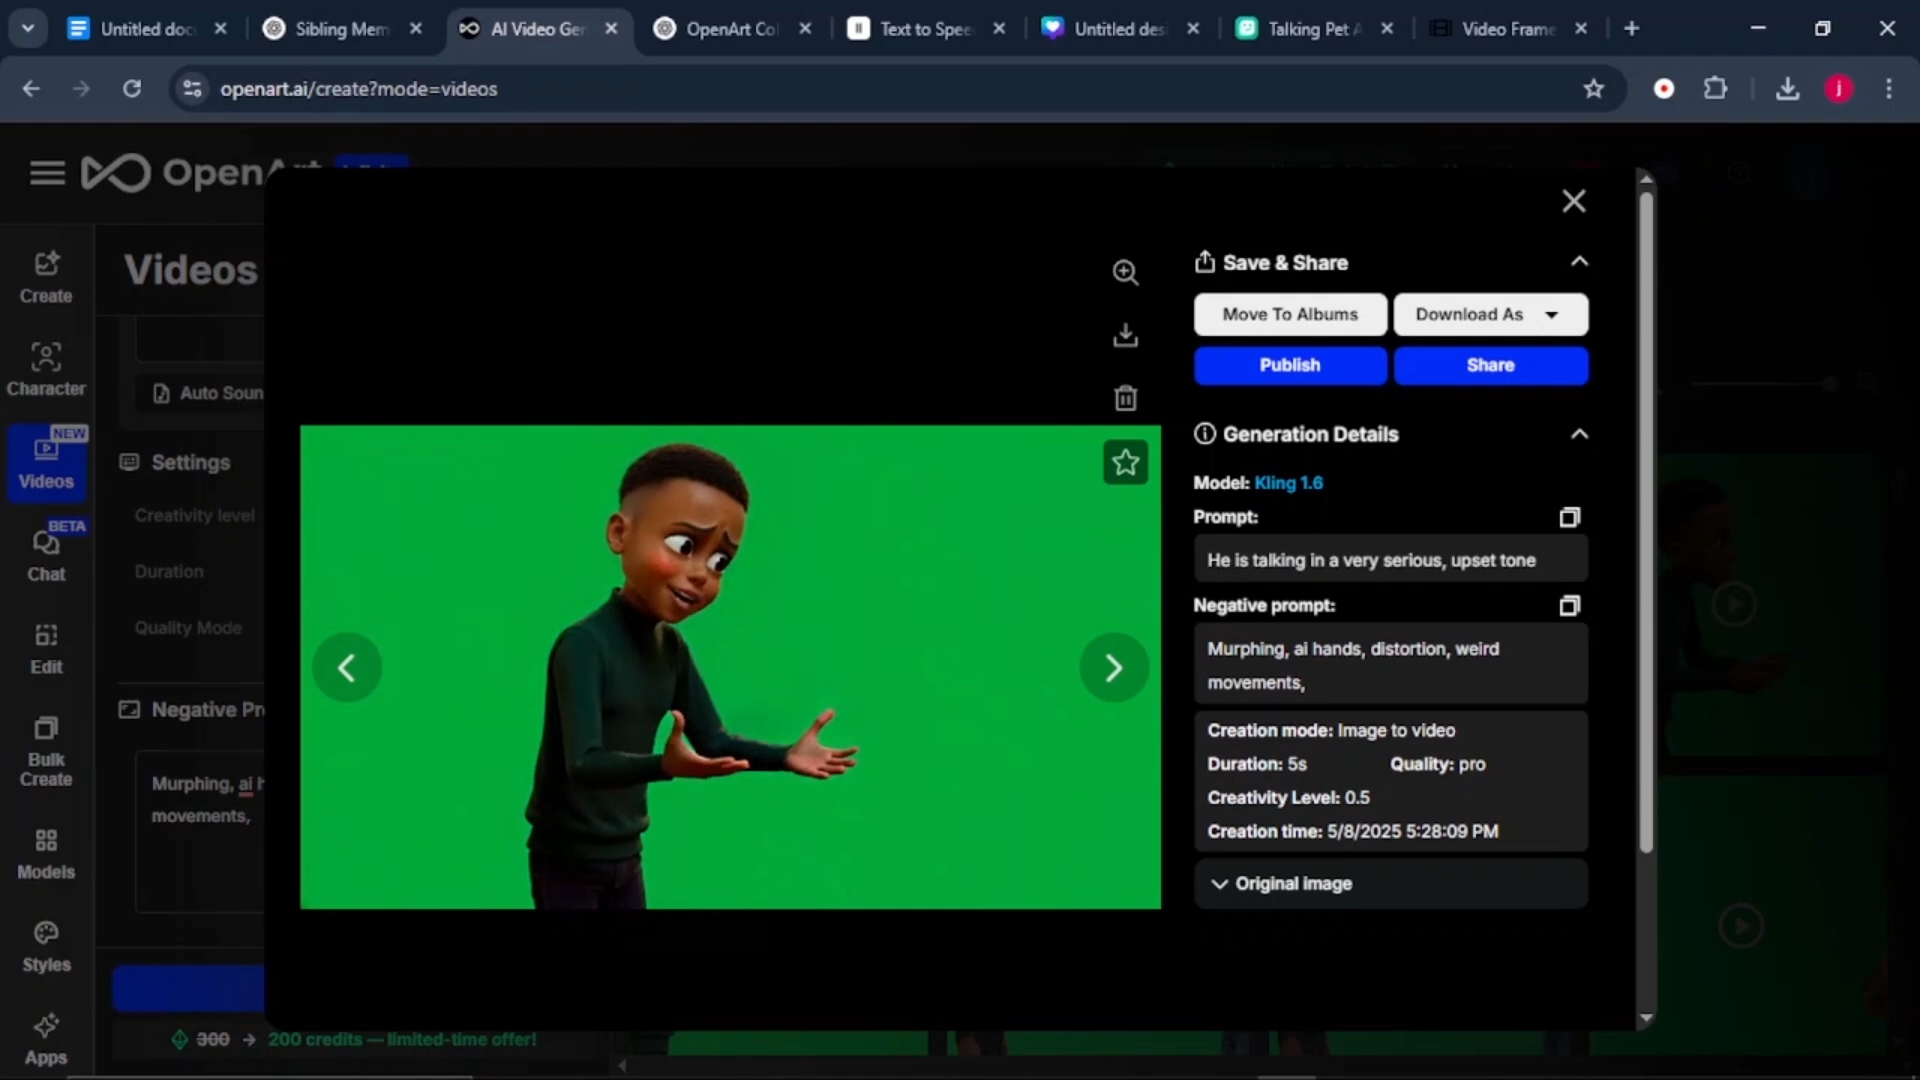 Untitled doc
Sibling Mem
AI Video Gen
OpenArt Col
Text to Spee
Untitled desi
Talking Pet A
Video Frame
openart.ai/create?mode=videos
j
OpenArt
Save & Share
Create
Videos
Move To Albums
Download As
Publish
Share
Character
Auto Soun
Generation Details
NEW
Videos
Settings
Model: Kling 1.6
Creativity level
Prompt:
BETA
Chat
He is talking in a very serious, upset tone
Duration
Negative prompt:
Quality Mode
Murphing, ai hands, distortion, weird
movements,
Edit
Negative Pr
Creation mode: Image to video
Bulk
Create
Duration: 5s
Quality: pro
Murphing, ai h
movements,
Creativity Level: 0.5
Creation time: 5/8/2025 5:28:09 PM
Models
Original image
Styles
300 → 200 credits — limited-time offer!
Apps